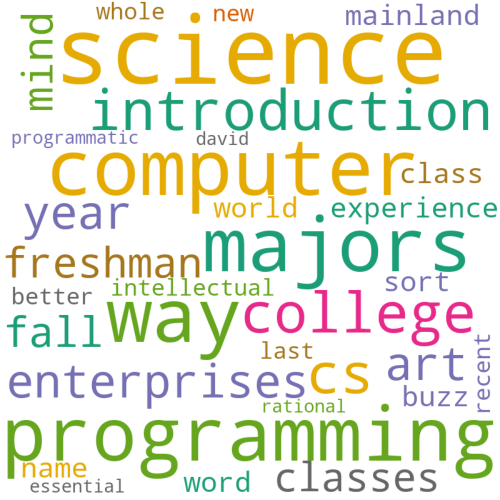 whole new mainland
mind science
introduction
programmatic david
computer class
year world experience
majors
freshman sort
better intellectual
fall way college
last art recent
enterprises cs buzz
rational
programming
name word classes
essential